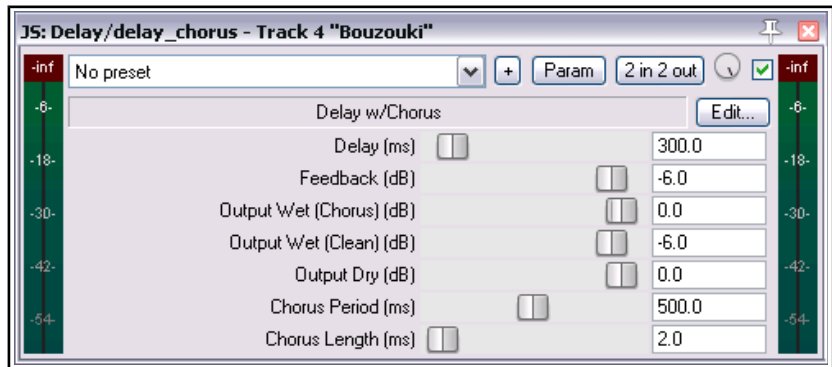 JS: Delay/delay_chorus - Track 4 "Bouzouki"
-inf No preset + Param 2 in 2 out -inf
-6- Delay w/Chorus Edit... -6-
Delay (ms) 300.0
-18- -18-
Feedback (dB) -6.0
-30- Output Wet (Chorus) (dB) 0.0 -30-
Output Wet (Clean) (dB) -6.0
-42- Output Dry (dB) 0.0 -42-
Chorus Period (ms) 500.0
-54- -54-
Chorus Length (ms) 2.0